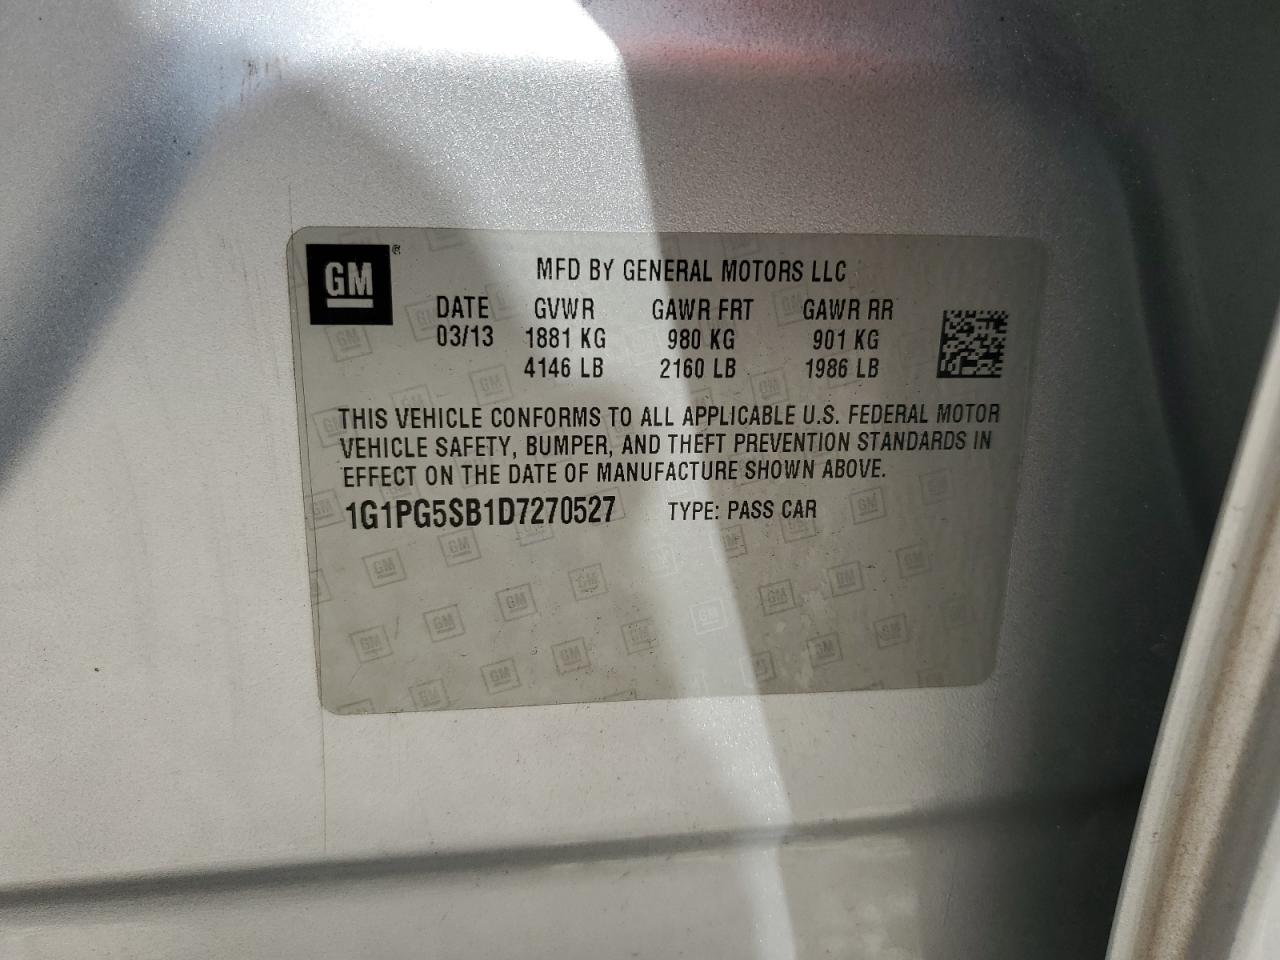 GM ®
MFD BY GENERAL MOTORS LLC
DATE GVWR GAWR FRT GAWR RR
03/13 1881 KG 980 KG 901 KG
4146 LB 2160 LB 1986 LB
THIS VEHICLE CONFORMS TO ALL APPLICABLE U.S. FEDERAL MOTOR
VEHICLE SAFETY, BUMPER, AND THEFT PREVENTION STANDARDS IN
EFFECT ON THE DATE OF MANUFACTURE SHOWN ABOVE.
1G1PG5SB1D7270527 TYPE: PASS CAR